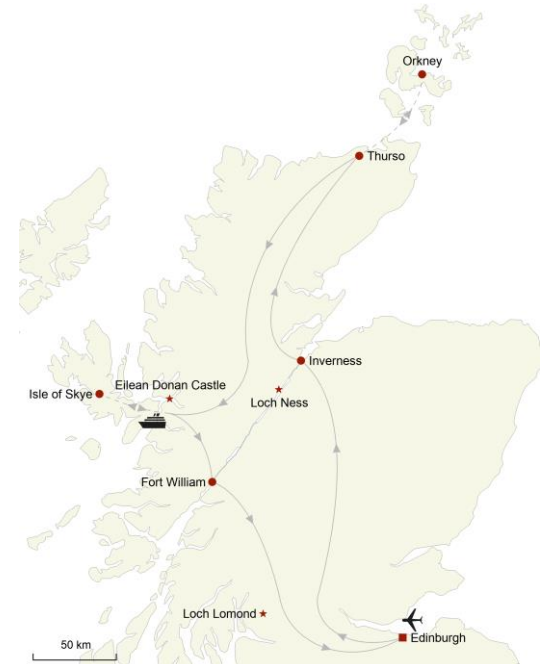 Orkney
Thurso
Inverness
Eilean Donan Castle
Isle of Skye
Loch Ness
Fort William
Loch Lomond
Edinburgh
50 km